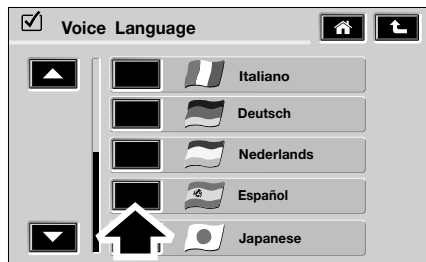 Voice Language
Italiano
Deutsch
Nederlands
Español
Japanese